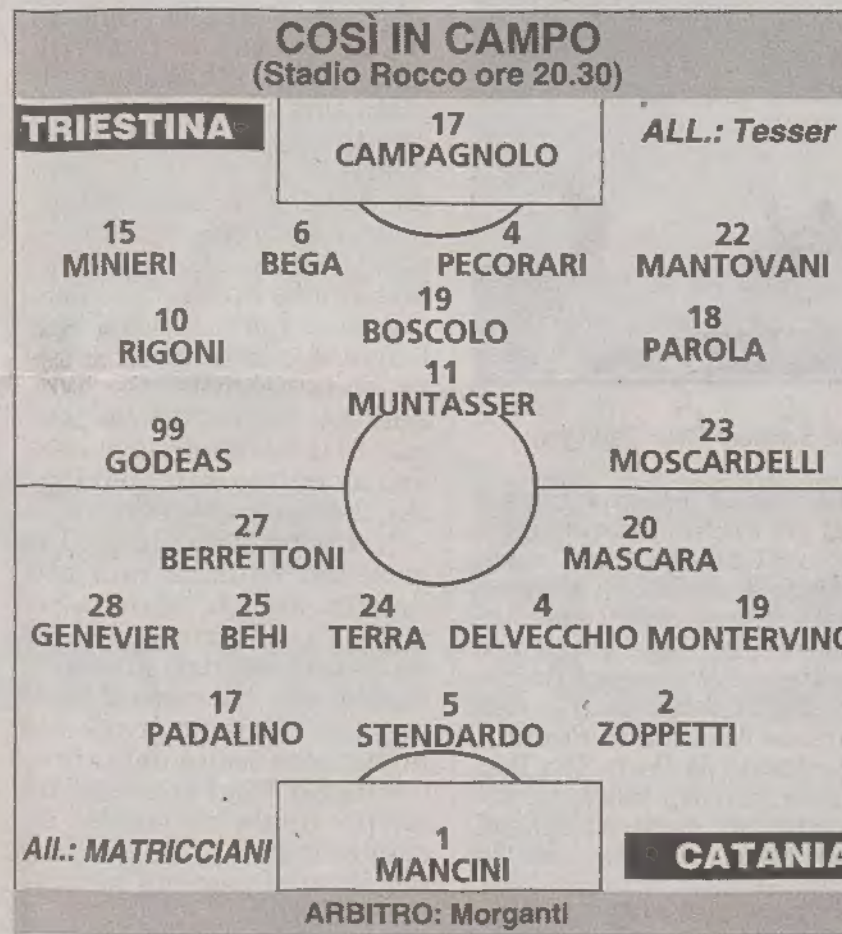 COSÌ IN CAMPO
(Stadio Rocco ore 20.30)
TRIESTINA
17
CAMPAGNOLO
ALL.: Tesser
15 6 4 22
MINIERI BEGA PECORARI MANTOVANI
10 19 18
RIGONI BOSCOLO PAROLA
11
MUNTASSER
99 23
GODEAS MOSCARDELLI
27 20
BERRETTONI MASCARA
28 25 24 4 19
GENEVIER BEHI TERRA DELVECCHIO MONTERVINO
17 5 2
PADALINO STENDARDO ZOPPETTI
All.: MATRICCIANI
1
MANCINI
CATANIA
ARBITRO: Morganti